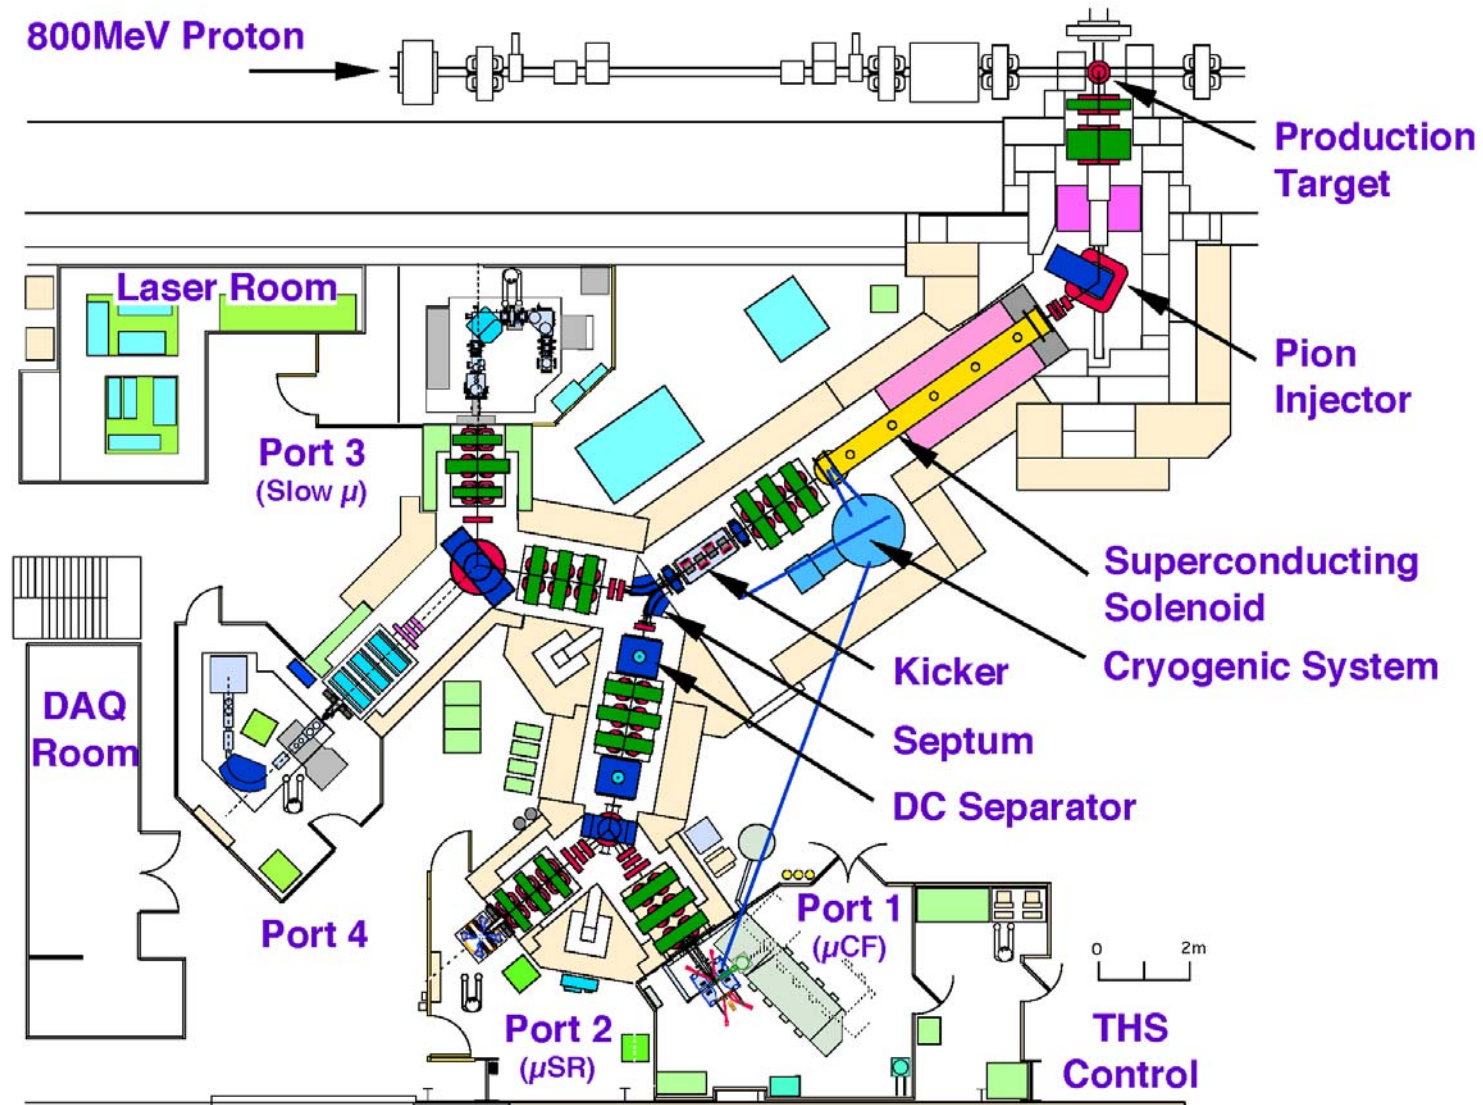 800MeV Proton
Production
Target
Laser Room
Pion
Injector
Port 3
(Slow μ)
Superconducting
Solenoid
Kicker
Cryogenic System
DAQ
Room
Septum
DC Separator
Port 1
(μCF)
Port 4
0 2m
Port 2
(μSR)
THS
Control